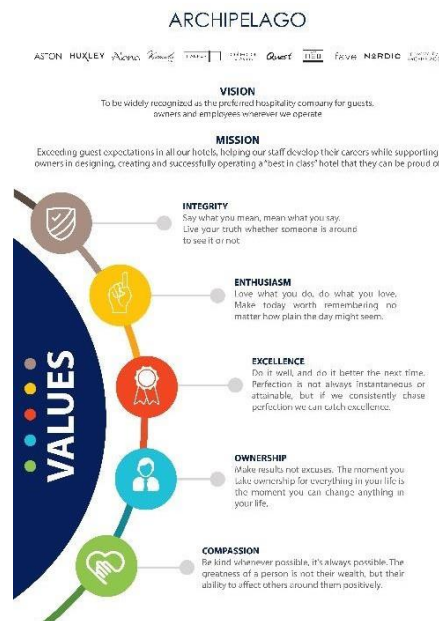 ARCHIPELAGO
ASTON HUXLEY Alana Kamuela Quest NEO fave NORDIC
VISION
To be widely recognized as the preferred hospitality company for guests,
owners and employees wherever we operate
MISSION
Exceeding guest expectations in all our hotels, helping our staff develop their careers while supporting
owners in designing, creating and successfully operating a "best in class" hotel that they can be proud of
INTEGRITY
Say what you mean, mean what you say.
Live your truth whether someone is around
to see it or not
ENTHUSIASM
Love what you do, do what you love.
Make today worth remembering no
matter how plain the day might seem.
EXCELLENCE
Do it well, and do it better the next time.
Perfection is not always instantaneous or
attainable, but if we consistently chase
perfection we can catch excellence.
VALUES
OWNERSHIP
Make results not excuses. The moment you
take ownership for everything in your life is
the moment you can change anything in
your life.
COMPASSION
Be kind whenever possible, it's always possible. The
greatness of a person is not their wealth, but their
ability to affect others around them positively.